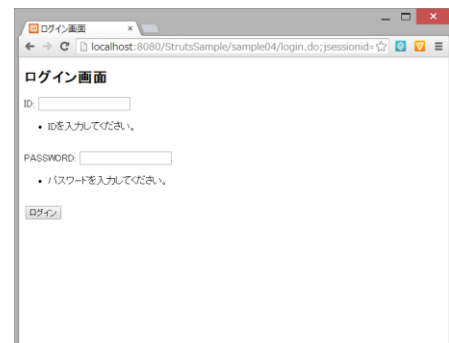 ログイン画面
localhost:8080/StrutsSample/sample04/login.do;jsessionid=
ログイン画面
ID:
• IDを入力してください。
PASSWORD:
• パスワードを入力してください。
ログイン